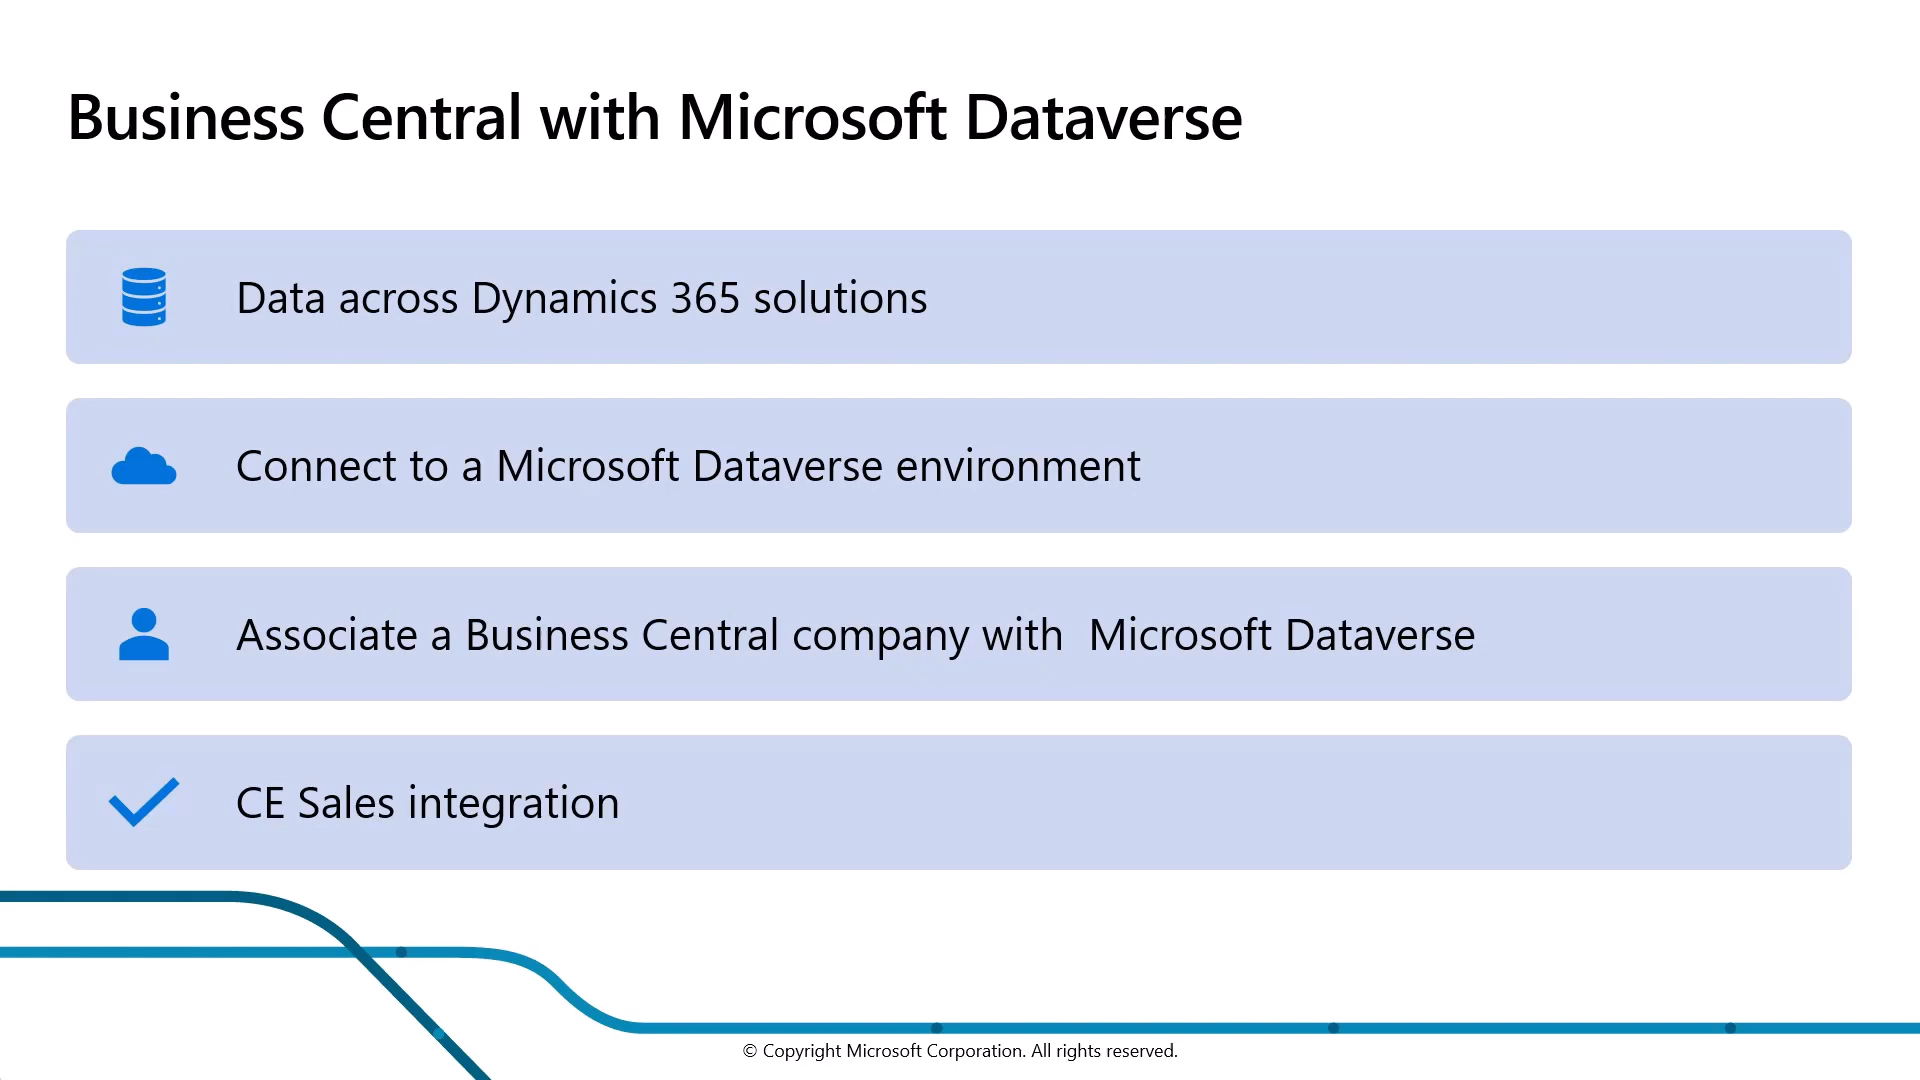 Business Central with Microsoft Dataverse
Data across Dynamics 365 solutions
Connect to a Microsoft Dataverse environment
Associate a Business Central company with  Microsoft Dataverse
CE Sales integration
© Copyright Microsoft Corporation. All rights reserved.